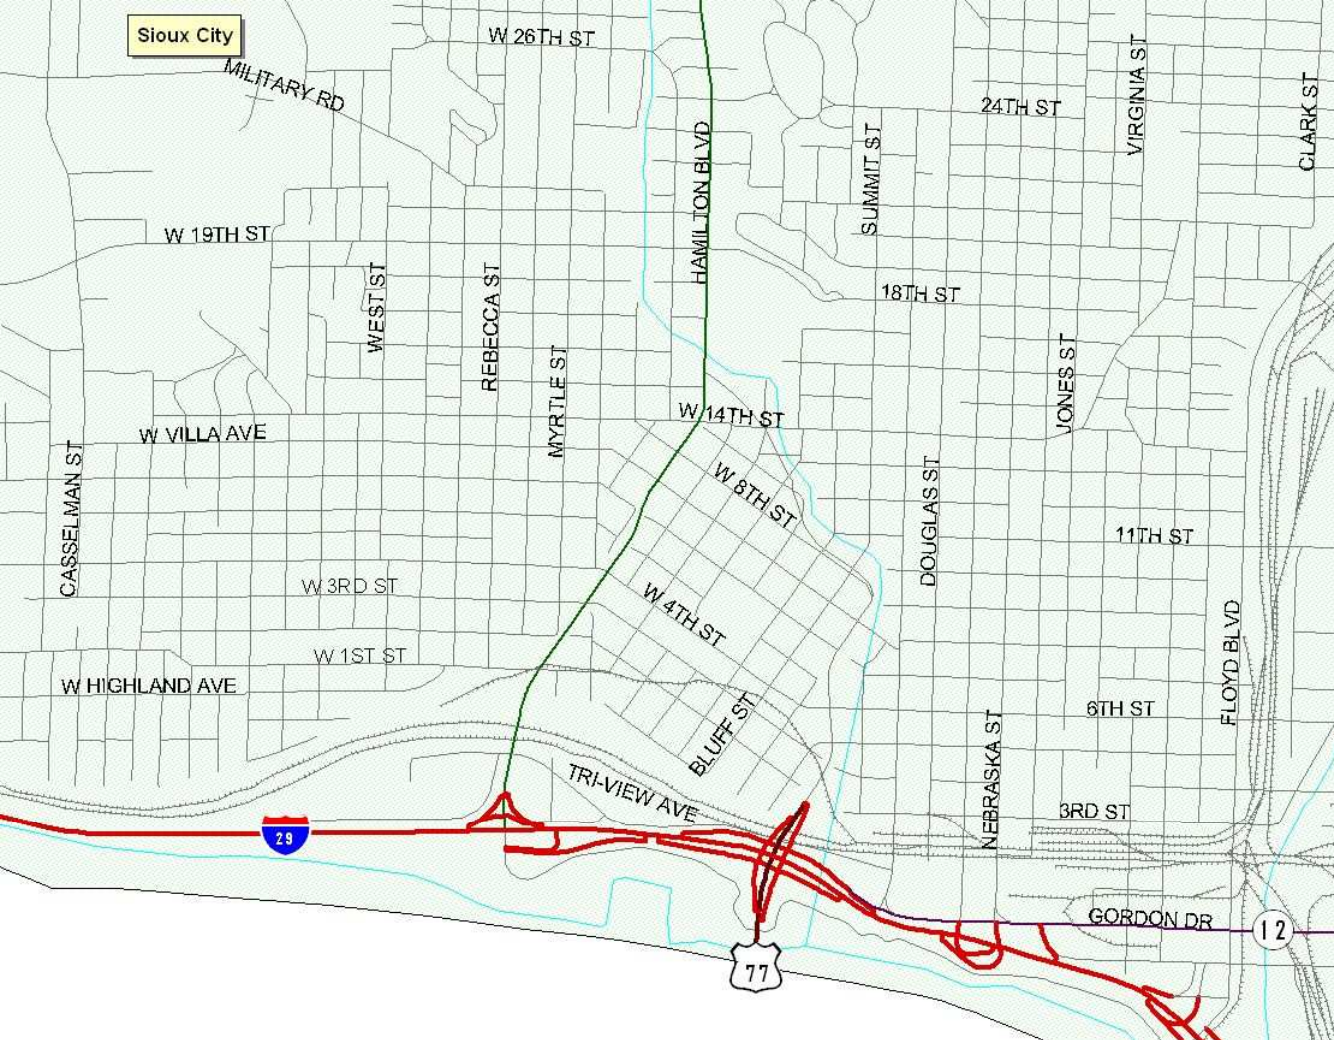 Sioux City
W 26TH ST
MILITARY RD
24TH ST
VIRGINIA ST
CLARK ST
HAMILTON BLVD
SUMMIT ST
W 19TH ST
18TH ST
WEST ST
REBECCA ST
MYRTLE ST
JONES ST
W 14TH ST
W VILLA AVE
CASSELMAN ST
W 8TH ST
DOUGLAS ST
11TH ST
W 3RD ST
W 4TH ST
FLOYD BLVD
W 1ST ST
W HIGHLAND AVE
BLUFF ST
6TH ST
NEBRASKA ST
TRI-VIEW AVE
3RD ST
29
GORDON DR
12
77